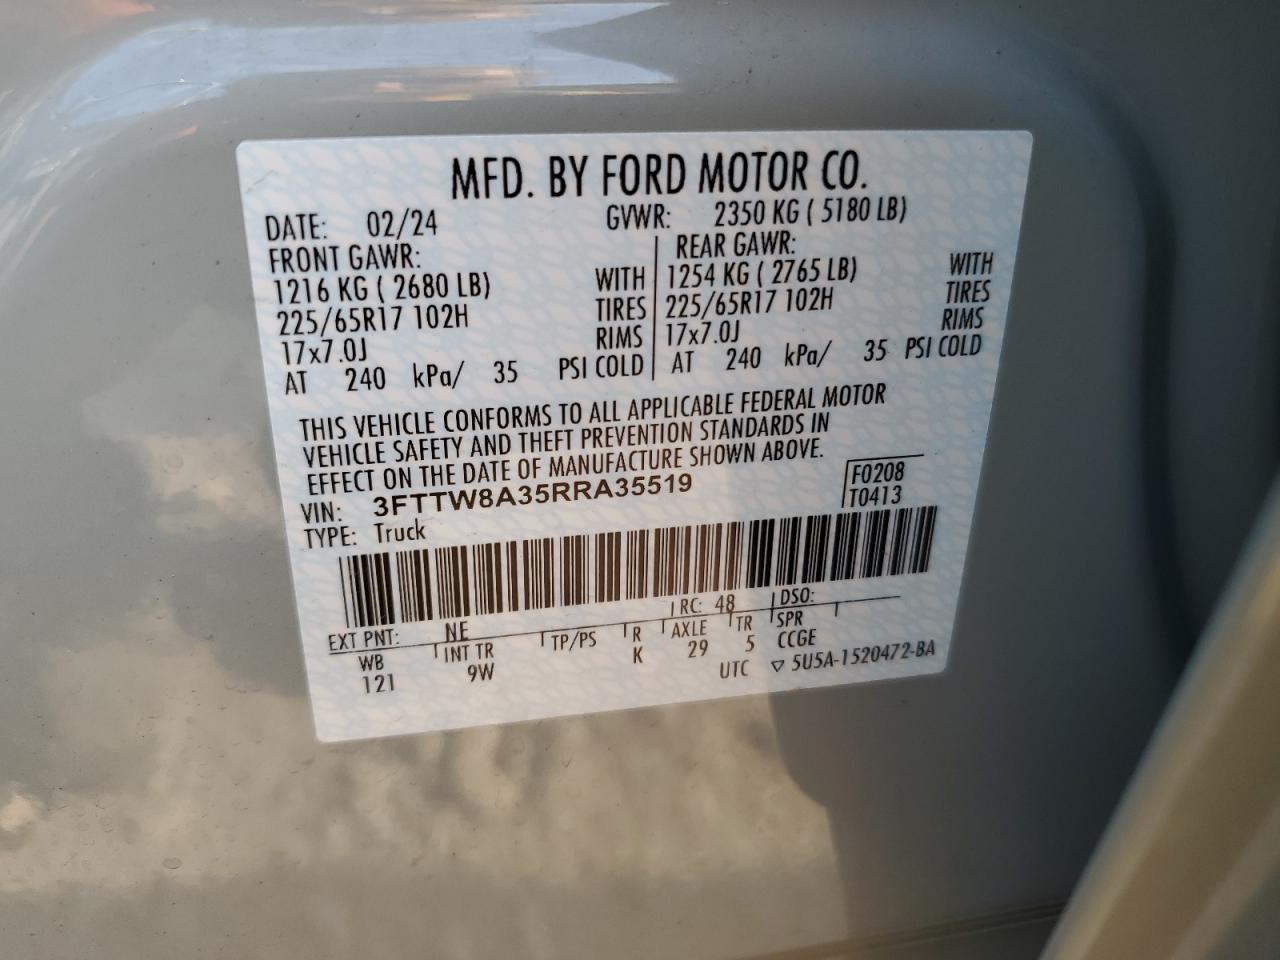 MFD. BY FORD MOTOR CO.
DATE: 02/24 GVWR: 2350 KG ( 5180 LB)
FRONT GAWR: REAR GAWR:
1216 KG ( 2680 LB) WITH 1254 KG ( 2765 LB) WITH
225/65R17 102H TIRES 225/65R17 102H TIRES
17x7.0J RIMS 17x7.0J RIMS
AT 240 kPa/ 35 PSI COLD AT 240 kPa/ 35 PSI COLD
THIS VEHICLE CONFORMS TO ALL APPLICABLE FEDERAL MOTOR
VEHICLE SAFETY AND THEFT PREVENTION STANDARDS IN
EFFECT ON THE DATE OF MANUFACTURE SHOWN ABOVE.
F0208
VIN: 3FTTW8A35RRA35519 T0413
TYPE: Truck
EXT PNT: NE RC: 48 DSO:
WB INT TR TP/PS R AXLE TR SPR
121 9W K 29 5 CCGE
UTC ▽ 5U5A-1520472-BA